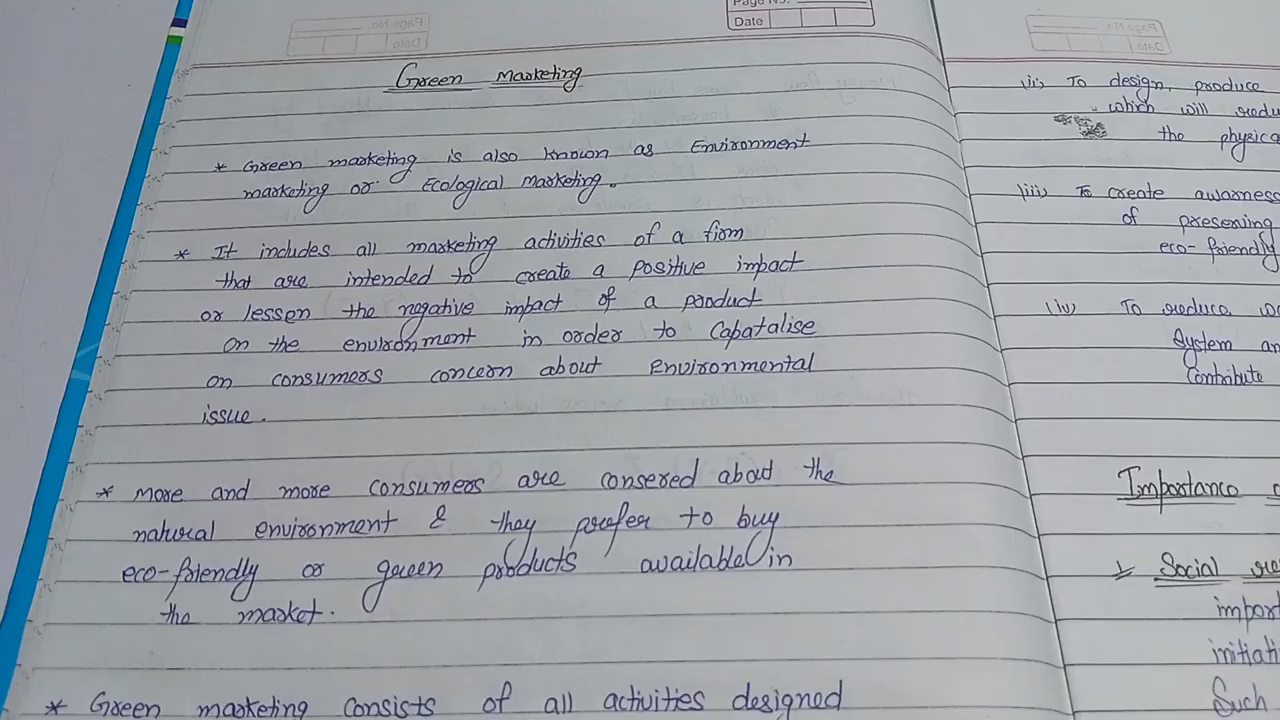 Page No.
Date
Green Marketing
* Green marketing is also known as Environment
marketing or Ecological Marketing.
* It includes all marketing activities of a firm
that are intended to create a positive impact
or lessen the negative impact of a product
on the environment in order to Capatalise
on consumers concern about environmental
issue.
* More and more consumers are consered about the
natural environment & they prefer to buy
eco-friendly or green products available in
the market.
* Green marketing consists of all activities designed
(ii) To design, produce
which will redu
the physica
(iii) To create awarness
of preserving
eco-friendly
(iv) To reduce
System an
Contribute
Importance
Social
import
initiati
Such